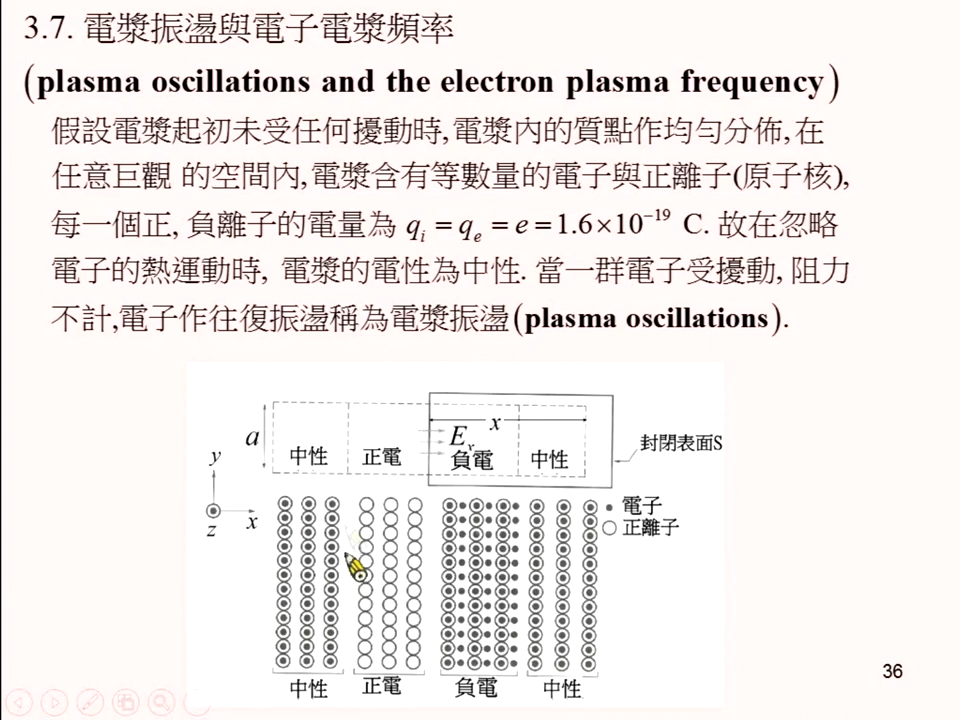 3.7. 電漿振盪與電子電漿頻率
(plasma oscillations and the electron plasma frequency)
假設電漿起初未受任何擾動時,電漿內的質點作均勻分佈,在
任意巨觀 的空間內,電漿含有等數量的電子與正離子(原子核),
每一個正, 負離子的電量為 qᵢ = qₑ = e = 1.6×10⁻¹⁹ C. 故在忽略
電子的熱運動時, 電漿的電性為中性. 當一群電子受擾動, 阻力
不計,電子作往復振盪稱為電漿振盪(plasma oscillations).
a
中性
正電
x
Eₓ
負電
中性
封閉表面S
y
x
z
電子
正離子
中性
正電
負電
中性
36